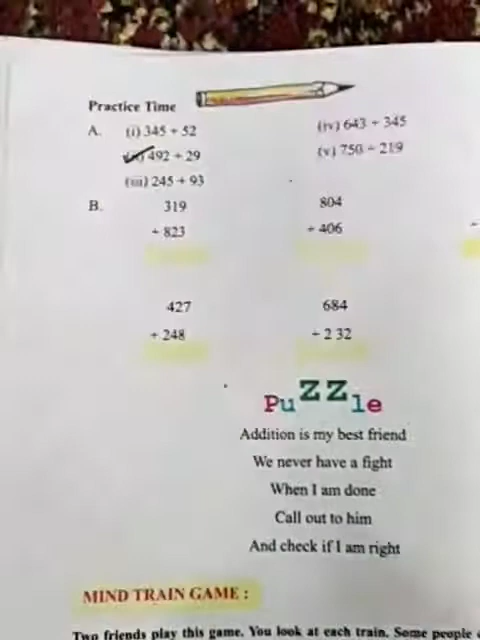 Practice Time
A. (i) 345 + 52
(ii) 492 + 29
(iii) 245 + 93
(iv) 643 + 345
(v) 750 + 219
B. 319
+ 823
804
+ 406
427
+ 248
684
+ 2 32
PuZZle
Addition is my best friend
We never have a fight
When I am done
Call out to him
And check if I am right
MIND TRAIN GAME :
Two friends play this game. You look at each train. Some people